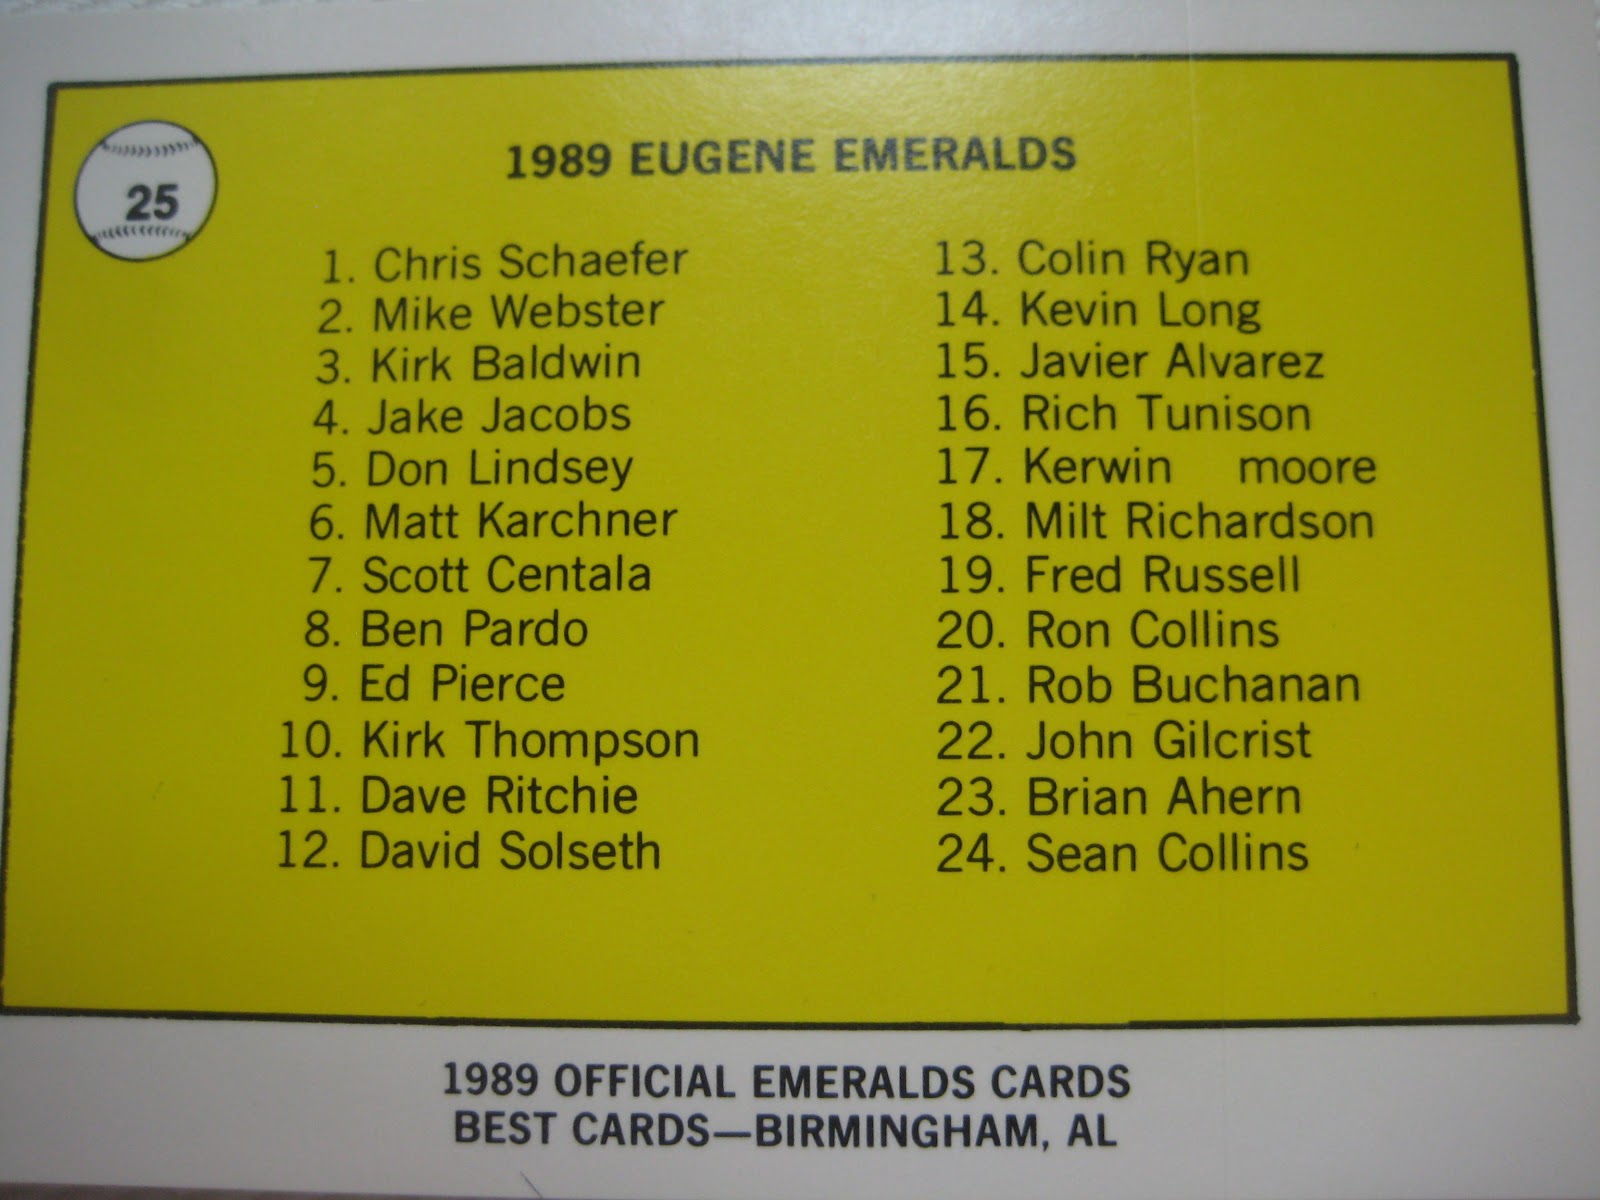 25
1989 EUGENE EMERALDS
1. Chris Schaefer
2. Mike Webster
3. Kirk Baldwin
4. Jake Jacobs
5. Don Lindsey
6. Matt Karchner
7. Scott Centala
8. Ben Pardo
9. Ed Pierce
10. Kirk Thompson
11. Dave Ritchie
12. David Solseth
13. Colin Ryan
14. Kevin Long
15. Javier Alvarez
16. Rich Tunison
17. Kerwin moore
18. Milt Richardson
19. Fred Russell
20. Ron Collins
21. Rob Buchanan
22. John Gilcrist
23. Brian Ahern
24. Sean Collins
1989 OFFICIAL EMERALDS CARDS
BEST CARDS—BIRMINGHAM, AL